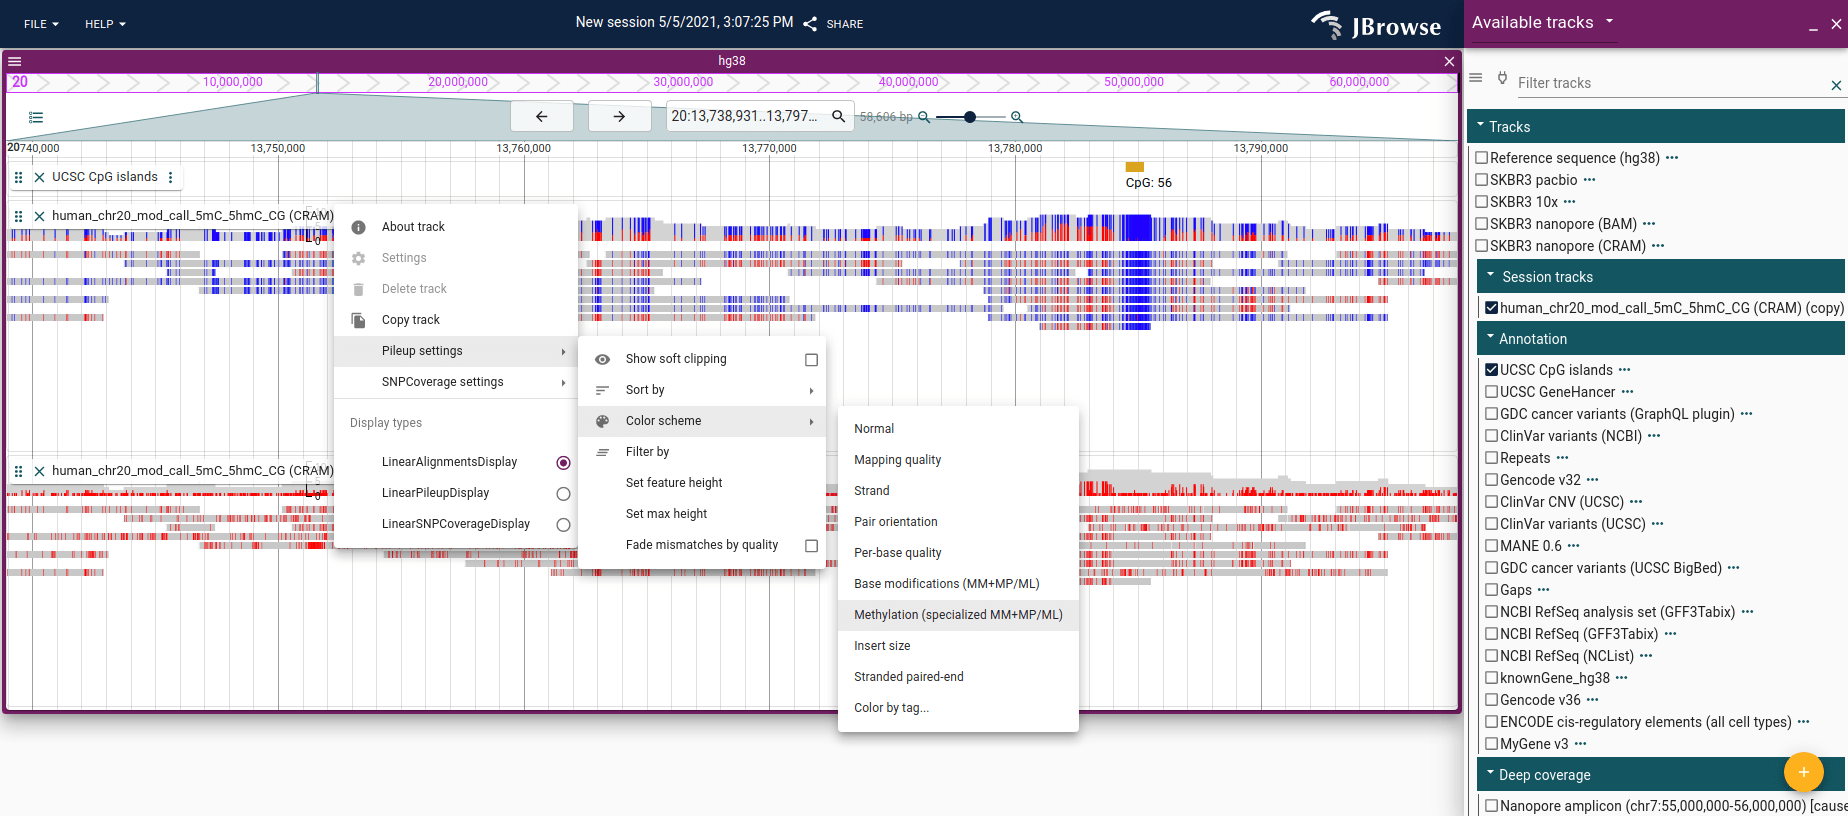 FILE HELP New session 5/5/2021, 3:07:25 PM SHARE JBrowse
Available tracks
hg38
20 10,000,000 20,000,000 30,000,000 40,000,000 50,000,000 60,000,000
20:13,738,931..13,797... 58,606 bp
20 740,000 13,750,000 13,760,000 13,770,000 13,780,000 13,790,000
UCSC CpG islands
CpG: 56
human_chr20_mod_call_5mC_5hmC_CG (CRAM)
0
human_chr20_mod_call_5mC_5hmC_CG (CRAM)
0
About track
Settings
Delete track
Copy track
Pileup settings
SNPCoverage settings
Display types
LinearAlignmentsDisplay
LinearPileupDisplay
LinearSNPCoverageDisplay
Show soft clipping
Sort by
Color scheme
Filter by
Set feature height
Set max height
Fade mismatches by quality
Normal
Mapping quality
Strand
Pair orientation
Per-base quality
Base modifications (MM+MP/ML)
Methylation (specialized MM+MP/ML)
Insert size
Stranded paired-end
Color by tag...
Filter tracks
Tracks
Reference sequence (hg38) •••
SKBR3 pacbio •••
SKBR3 10x •••
SKBR3 nanopore (BAM) •••
SKBR3 nanopore (CRAM) •••
Session tracks
human_chr20_mod_call_5mC_5hmC_CG (CRAM) (copy)
Annotation
UCSC CpG islands •••
UCSC GeneHancer •••
GDC cancer variants (GraphQL plugin) •••
ClinVar variants (NCBI) •••
Repeats •••
Gencode v32 •••
ClinVar CNV (UCSC) •••
ClinVar variants (UCSC) •••
MANE 0.6 •••
GDC cancer variants (UCSC BigBed) •••
Gaps •••
NCBI RefSeq analysis set (GFF3Tabix) •••
NCBI RefSeq (GFF3Tabix) •••
NCBI RefSeq (NCList) •••
knownGene_hg38 •••
Gencode v36 •••
ENCODE cis-regulatory elements (all cell types) •••
MyGene v3 •••
Deep coverage
Nanopore amplicon (chr7:55,000,000-56,000,000) [cause